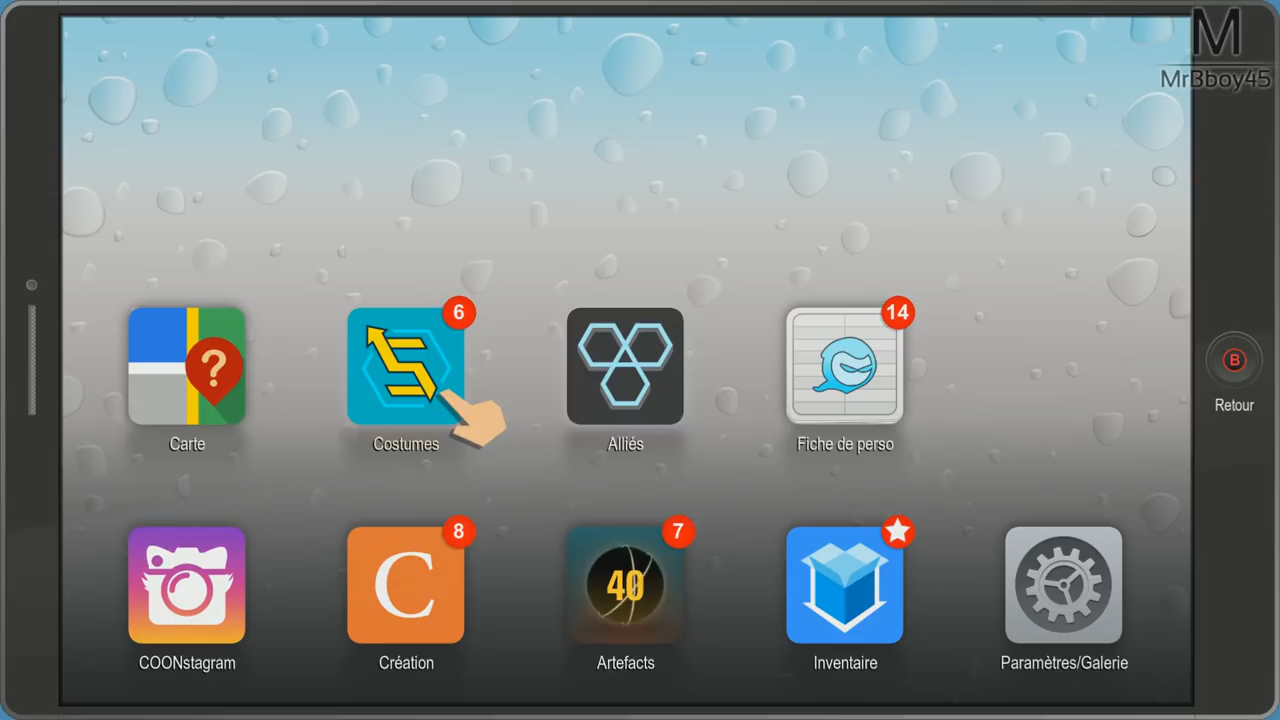 M
MrBboy45
6
14
?
Carte
Costumes
Alliés
Fiche de perso
B
Retour
8
7
C
40
COONstagram
Création
Artefacts
Inventaire
Paramètres/Galerie